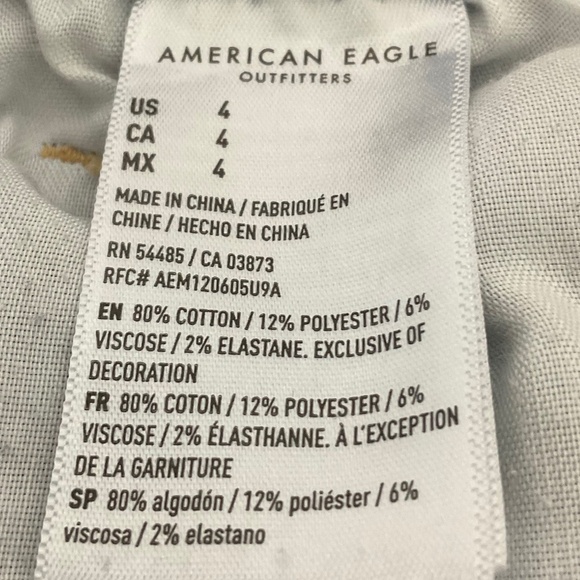 AMERICAN EAGLE
OUTFITTERS
US 4
CA 4
MX 4
MADE IN CHINA / FABRIQUÉ EN
CHINE / HECHO EN CHINA
RN 54485 / CA 03873
RFC# AEM120605U9A
EN 80% COTTON / 12% POLYESTER / 6%
VISCOSE / 2% ELASTANE. EXCLUSIVE OF
DECORATION
FR 80% COTON / 12% POLYESTER / 6%
VISCOSE / 2% ÉLASTHANNE. À L'EXCEPTION
DE LA GARNITURE
SP 80% algodón / 12% poliéster / 6%
viscosa / 2% elastano